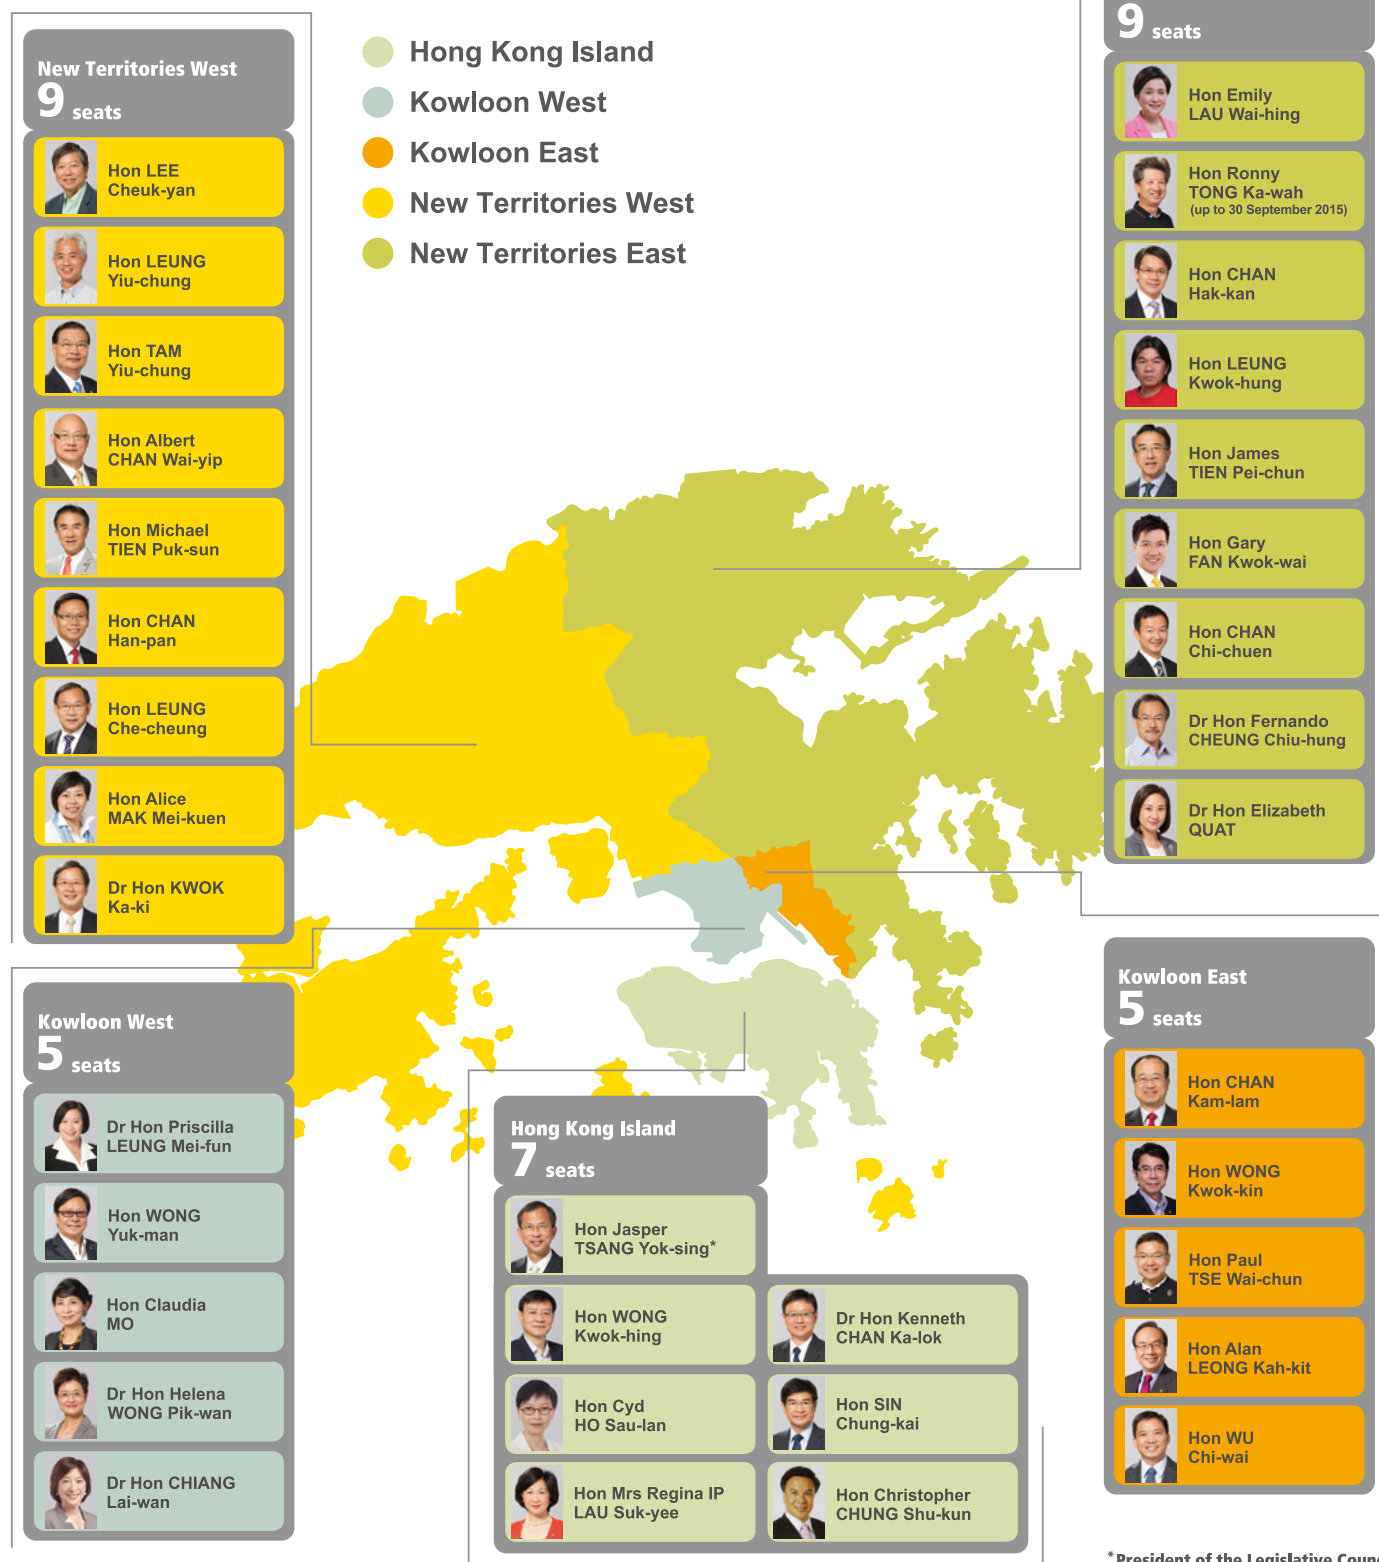 New Territories West
9 seats
Hon LEE
Cheuk-yan
Hon LEUNG
Yiu-chung
Hon TAM
Yiu-chung
Hon Albert
CHAN Wai-yip
Hon Michael
TIEN Puk-sun
Hon CHAN
Han-pan
Hon LEUNG
Che-cheung
Hon Alice
MAK Mei-kuen
Dr Hon KWOK
Ka-ki
Hong Kong Island
Kowloon West
Kowloon East
New Territories West
New Territories East
9 seats
Hon Emily
LAU Wai-hing
Hon Ronny
TONG Ka-wah
(up to 30 September 2015)
Hon CHAN
Hak-kan
Hon LEUNG
Kwok-hung
Hon James
TIEN Pei-chun
Hon Gary
FAN Kwok-wai
Hon CHAN
Chi-chuen
Dr Hon Fernando
CHEUNG Chiu-hung
Dr Hon Elizabeth
QUAT
Kowloon West
5 seats
Dr Hon Priscilla
LEUNG Mei-fun
Hon WONG
Yuk-man
Hon Claudia
MO
Dr Hon Helena
WONG Pik-wan
Dr Hon CHIANG
Lai-wan
Hong Kong Island
7 seats
Hon Jasper
TSANG Yok-sing*
Hon WONG
Kwok-hing
Hon Cyd
HO Sau-lan
Hon Mrs Regina IP
LAU Suk-yee
Dr Hon Kenneth
CHAN Ka-lok
Hon SIN
Chung-kai
Hon Christopher
CHUNG Shu-kun
Kowloon East
5 seats
Hon CHAN
Kam-lam
Hon WONG
Kwok-kin
Hon Paul
TSE Wai-chun
Hon Alan
LEONG Kah-kit
Hon WU
Chi-wai
*President of the Legislative Coun